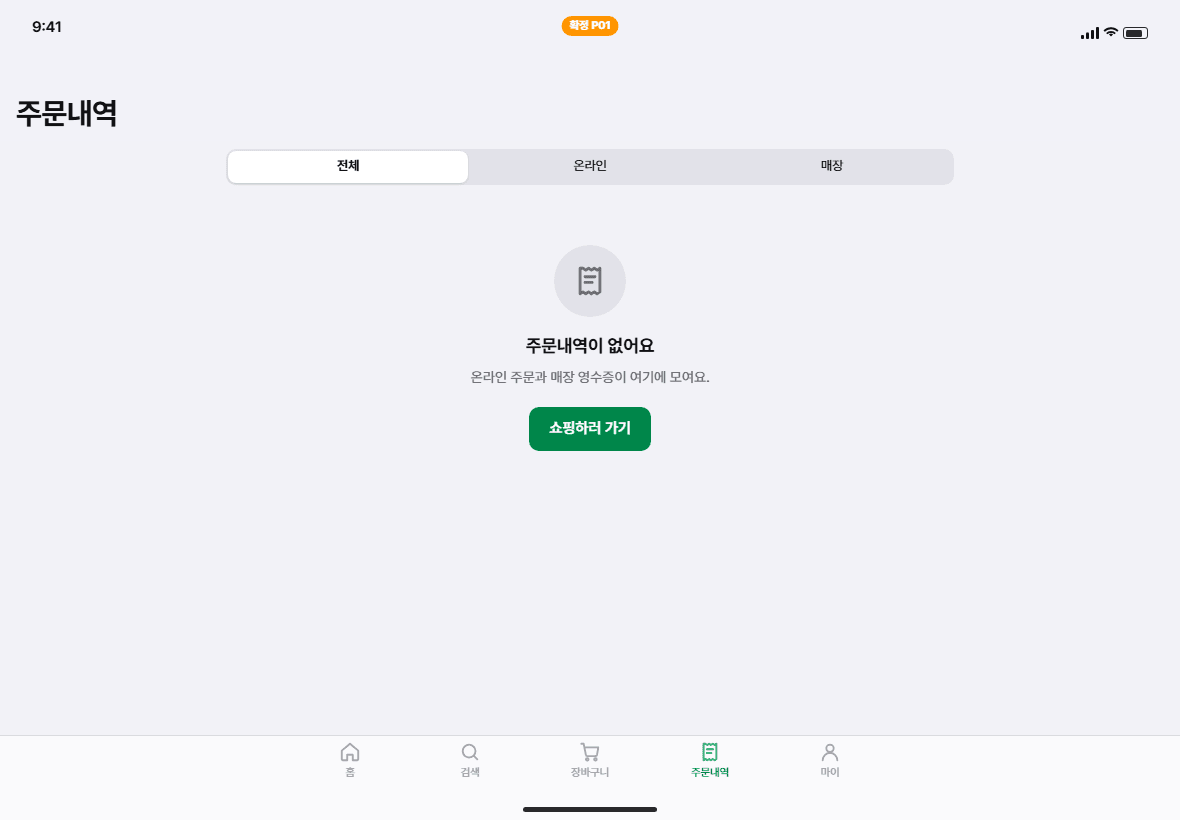 9:41
확정 P01
주문내역
전체
온라인
매장
주문내역이 없어요
온라인 주문과 매장 영수증이 여기에 모여요.
쇼핑하러 가기
홈
검색
장바구니
주문내역
마이